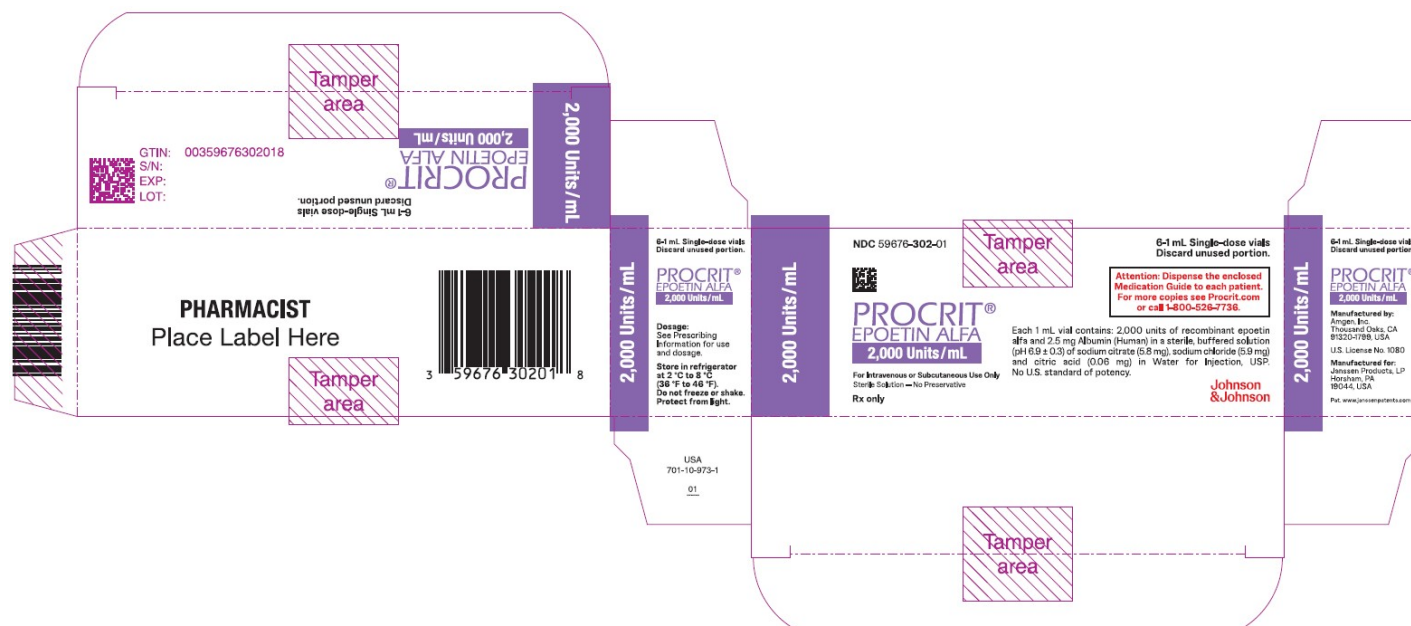 Tamper
area
GTIN: 00359676302018
S/N:
EXP:
LOT:
PROCRIT®
EPOETIN ALFA
2,000 Units/mL
6-1 mL Single-dose vials
Discard unused portion.
2,000 Units/mL
PHARMACIST
Place Label Here
3 59676 30201 8
Tamper
area
2,000 Units/mL
6-1 mL Single-dose vials
Discard unused portion.
PROCRIT®
EPOETIN ALFA
2,000 Units/mL
Dosage:
See Prescribing
Information for use
and dosage.
Store in refrigerator
at 2 °C to 8 °C
(36 °F to 46 °F).
Do not freeze or shake.
Protect from light.
USA
701-10-973-1
01
2,000 Units/mL
NDC 59676-302-01
Tamper
area
6-1 mL Single-dose vials
Discard unused portion.
Attention: Dispense the enclosed
Medication Guide to each patient.
For more copies see Procrit.com
or call 1-800-526-7736.
PROCRIT®
EPOETIN ALFA
2,000 Units/mL
For Intravenous or Subcutaneous Use Only
Sterile Solution — No Preservative
Rx only
Each 1 mL vial contains: 2,000 units of recombinant epoetin
alfa and 2.5 mg Albumin (Human) in a sterile, buffered solution
(pH 6.9 ± 0.3) of sodium citrate (5.8 mg), sodium chloride (5.9 mg)
and citric acid (0.06 mg) in Water for Injection, USP.
No U.S. standard of potency.
Johnson
&Johnson
Tamper
area
2,000 Units/mL
6-1 mL Single-dose vial
Discard unused portion
PROCRIT®
EPOETIN ALFA
2,000 Units/mL
Manufactured by:
Amgen, Inc.
Thousand Oaks, CA
91320-1799, USA
U.S. License No. 1080
Manufactured for:
Janssen Products, LP
Horsham, PA
19044, USA
Pat. www.janssenpatents.com